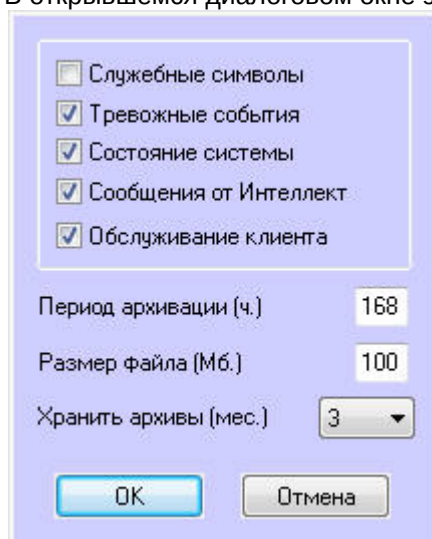 В открывшемся диалоговом окне
Служебные символы
Тревожные события
Состояние системы
Сообщения от Интеллект
Обслуживание клиента
Период архивации (ч.) 168
Размер файла (Мб.) 100
Хранить архивы (мес.) 3
OK Отмена